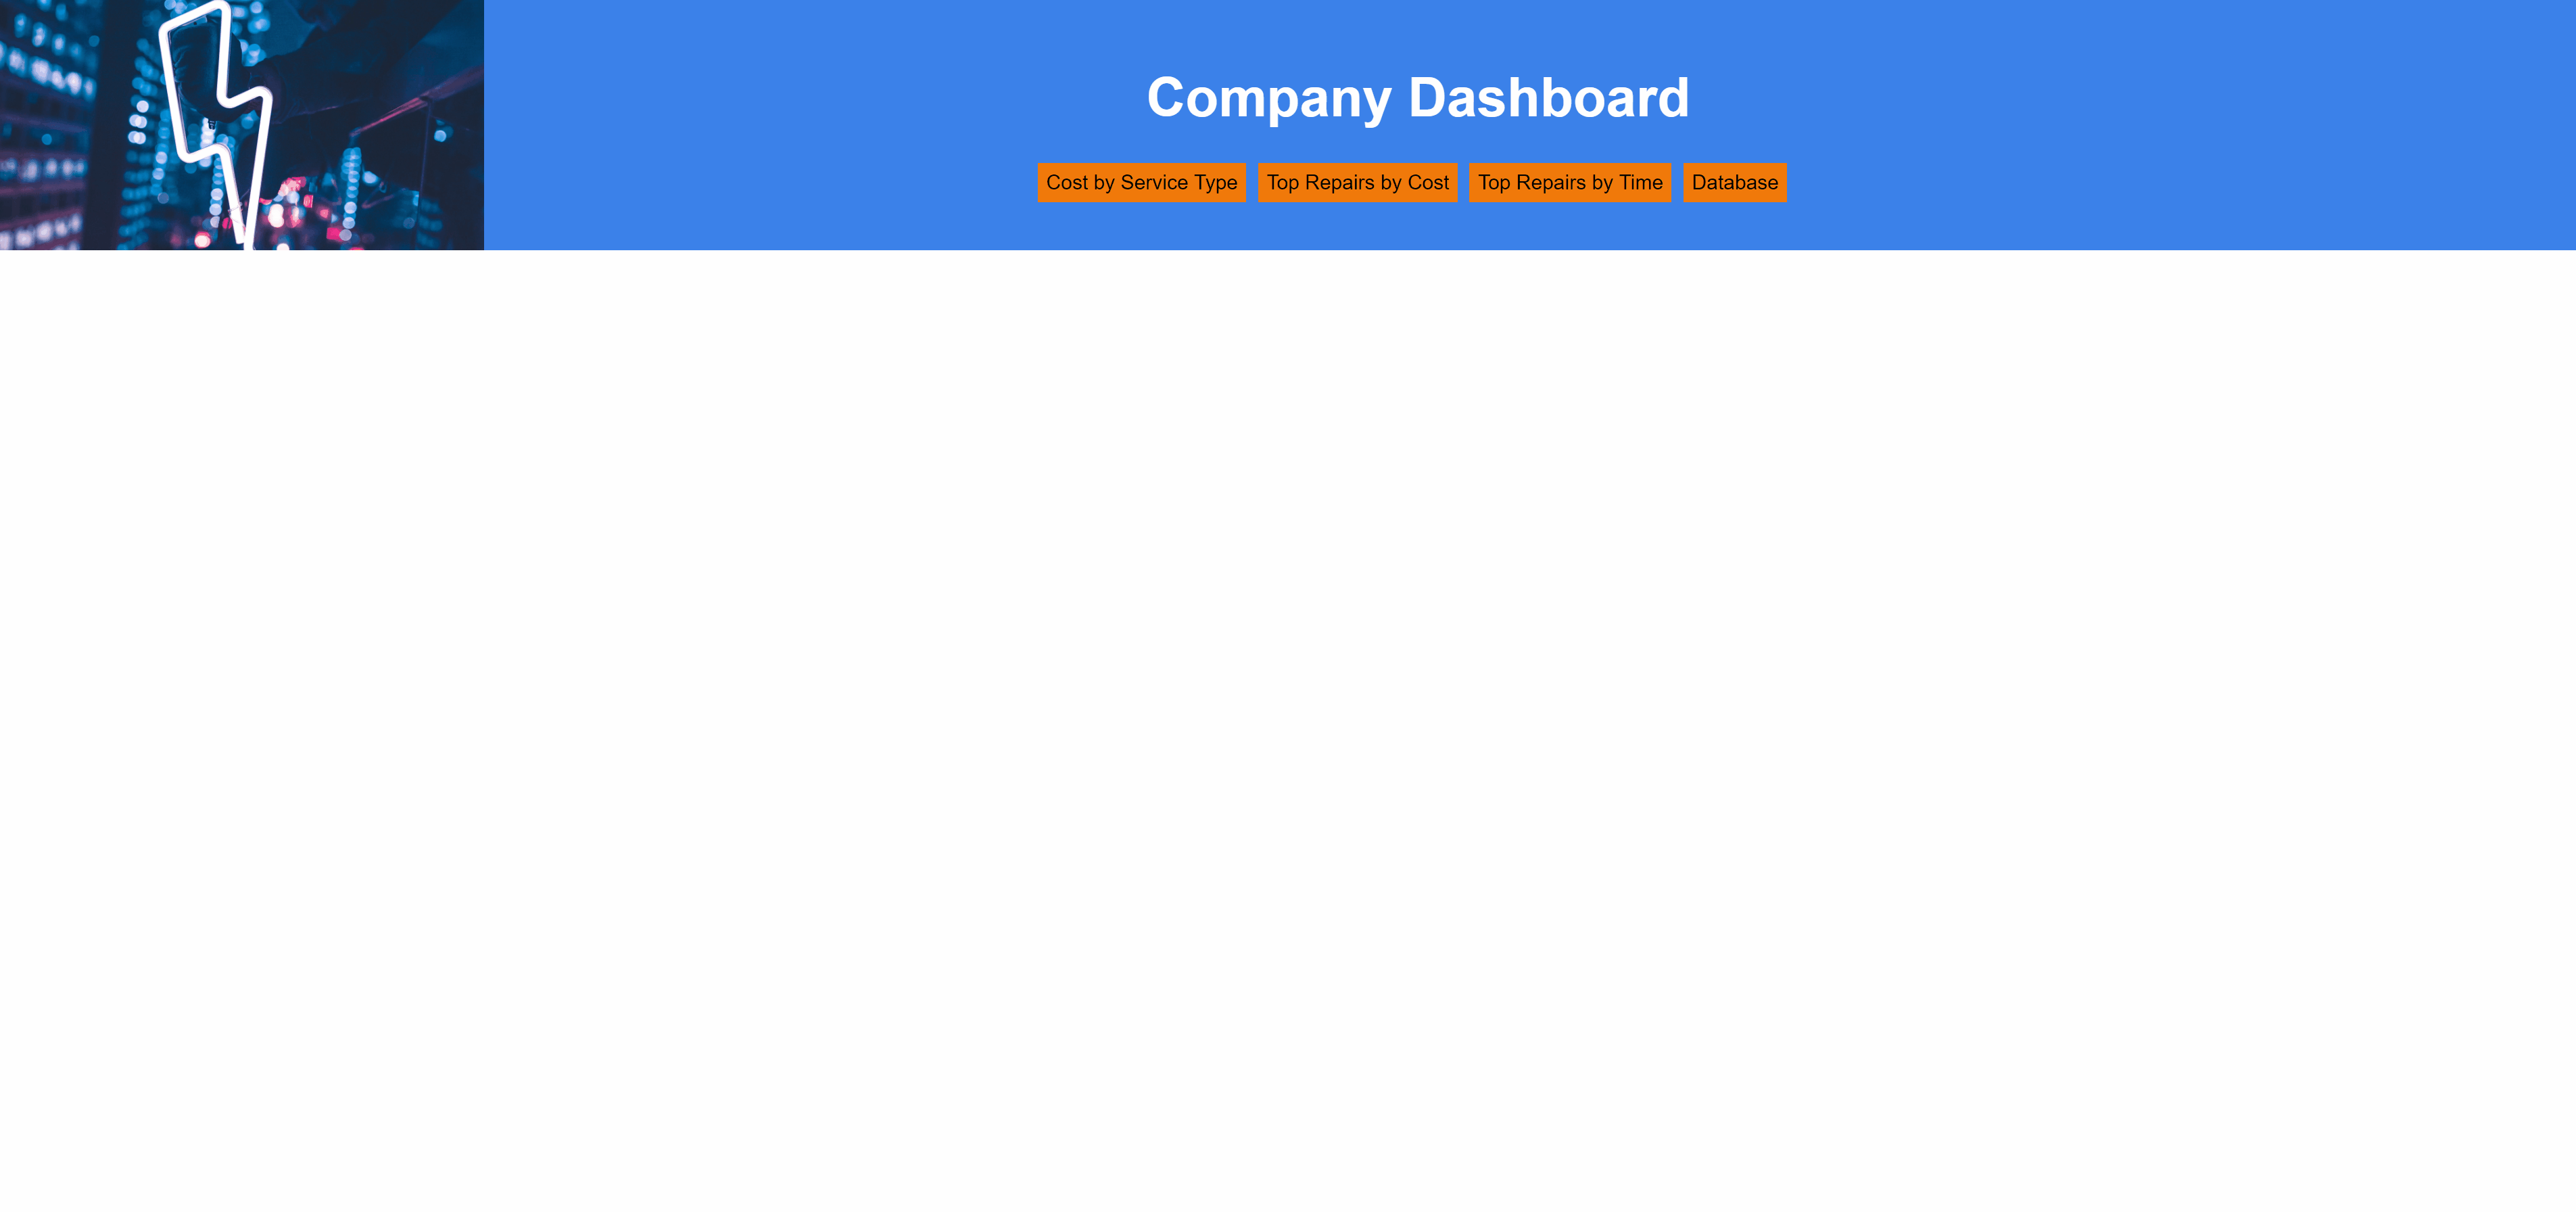 Company Dashboard
Cost by Service Type Top Repairs by Cost Top Repairs by Time Database